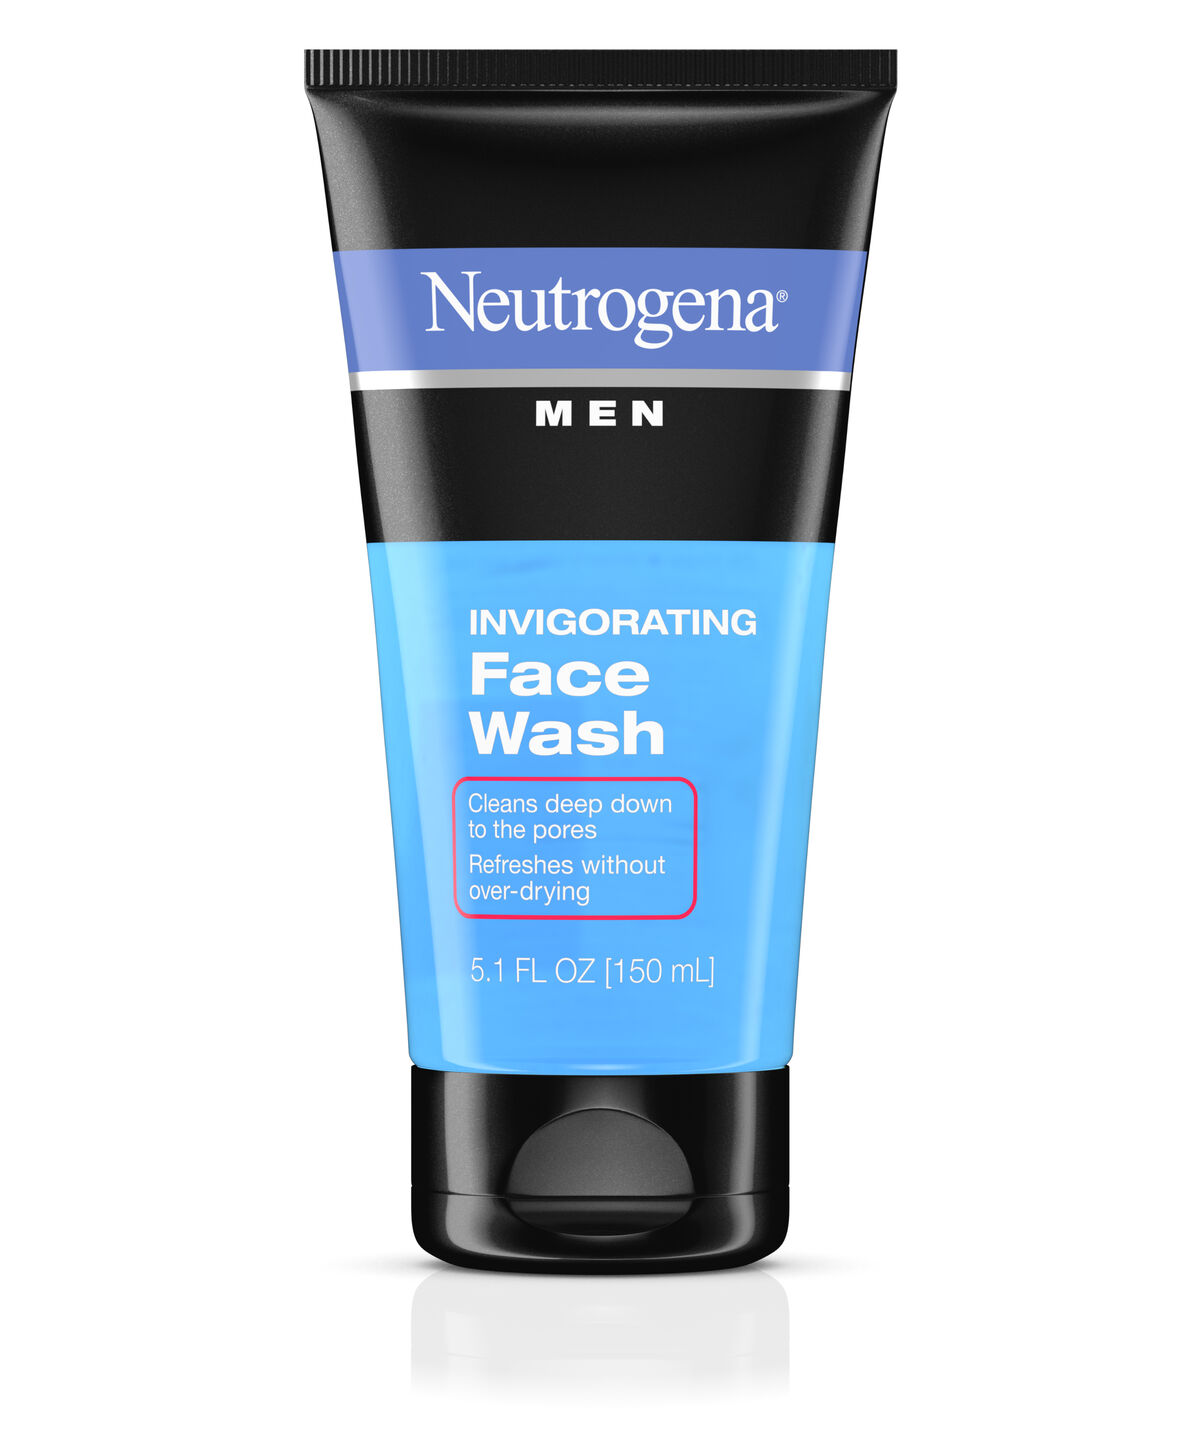 Neutrogena®
MEN
INVIGORATING
Face
Wash
Cleans deep down
to the pores
Refreshes without
over-drying
5.1 FL OZ [150 mL]